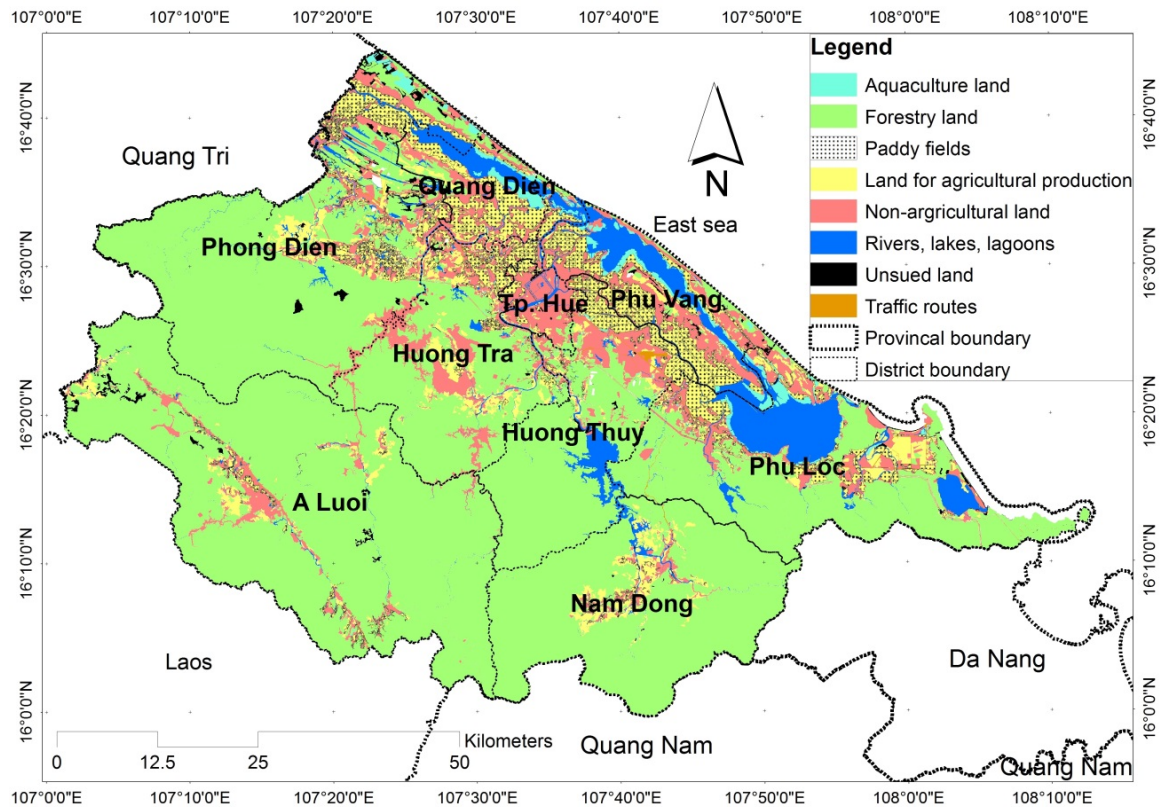 107°0'0"E 107°10'0"E 107°20'0"E 107°30'0"E 107°40'0"E 107°50'0"E 108°0'0"E 108°10'0"E
Legend
Aquaculture land
Forestry land
Paddy fields
Land for agricultural production
Non-argricultural land
Rivers, lakes, lagoons
Unsued land
Traffic routes
Provincal boundary
District boundary
16°40'0"N 16°40'0"N
Quang Tri
N
Quang Dien
East sea
Phong Dien
16°30'0"N 16°30'0"N
Tp. Hue
Phu Vang
Huong Tra
16°20'0"N 16°20'0"N
Huong Thuy
Phu Loc
A Luoi
16°10'0"N 16°10'0"N
Nam Dong
Laos
Da Nang
16°0'0"N 16°0'0"N
Kilometers
0 12.5 25 50
Quang Nam
Quang Nam
107°0'0"E 107°10'0"E 107°20'0"E 107°30'0"E 107°40'0"E 107°50'0"E 108°0'0"E 108°10'0"E